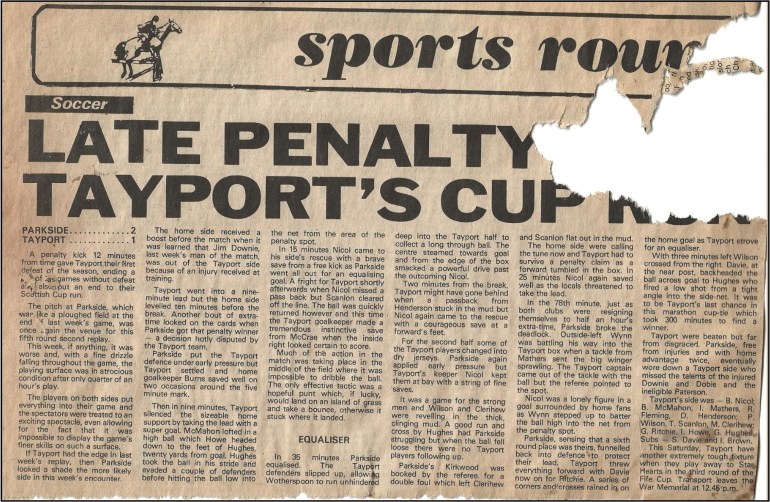 sports roun
Soccer
LATE PENALTY
TAYPORT'S CUP RUN
PARKSIDE.............2
TAYPORT..............1
A penalty kick 12 minutes
from time gave Tayport their first
defeat of the season, ending a
of games without defeat
also put an end to their
Scottish Cup run.
The pitch at Parkside, which
was like a ploughed field at the
end of last week's game, was
once again the venue for this
fifth round second replay.
This week, if anything, it was
worse and, with a fine drizzle
falling throughout the game, the
playing surface was in atrocious
condition after only quarter of an
hour's play.
The players on both sides put
everything into their game and
the spectators were treated to an
exciting spectacle, even allowing
for the fact that it was
impossible to display the game's
finer skills on such a surface.
If Tayport had the edge in last
week's replay, then Parkside
looked a shade the more likely
side in this week's encounter.
The home side received a
boost before the match when it
was learned that Jim Downie,
last week's man of the match,
was out of the Tayport side
because of an injury received at
training.
Tayport went into a nine-
minute lead but the home side
levelled ten minutes before the
break. Another bout of extra-
time looked on the cards when
Parkside got that penalty winner
— a decision hotly disputed by
the Tayport team.
Parkside put the Tayport
defence under early pressure but
Tayport settled and home
goalkeeper Burns saved well on
two occasions around the five
minute mark.
Then in nine minutes, Tayport
silenced the sizeable home
support by taking the lead with a
super goal. McMahon lofted in a
high ball which Howe headed
down to the feet of Hughes,
twenty yards from goal. Hughes
took the ball in his stride and
evaded a couple of defenders
before hitting the ball low into
the net from the area of the
penalty spot.
In 15 minutes Nicol came to
his side's rescue with a brave
save from a free kick as Parkside
went all out for an equalising
goal. A fright for Tayport shortly
afterwards when Nicol missed a
pass back but Scanlon cleared
off the line. The ball was quickly
returned however and this time
the Tayport goalkeeper made a
tremendous instinctive save
from McCrae when the inside
right looked certain to score.
Much of the action in the
match was taking place in the
middle of the field where it was
impossible to dribble the ball.
The only effective tactic was a
hopeful punt which, if lucky,
would land on an island of grass
and take a bounce, otherwise it
stuck where it landed.
EQUALISER
In 35 minutes Parkside
equalised. The Tayport
defenders slipped up, allowing
Wotherspoon to run unhindered
deep into the Tayport half to
collect a long through ball. The
centre steamed towards goal
and from the edge of the box
smacked a powerful drive past
the outcoming Nicol.
Two minutes from the break,
Tayport might have gone behind
when a passback from
Henderson stuck in the mud but
Nicol again came to the rescue
with a courageous save at a
forward's feet.
For the second half some of
the Tayport players changed into
dry jerseys. Parkside again
applied early pressure but
Tayport's keeper Nicol kept
them at bay with a string of fine
saves.
It was a game for the strong
men and Wilson and Clerihew
were revelling in the thick,
clinging mud. A good run and
cross by Hughes had Parkside
struggling but when the ball fell
loose there were no Tayport
players following up.
Parkside's Kirkwood was
booked by the referee for a
double foul which left Clerihew
and Scanlon flat out in the mud.
The home side were calling
the tune now and Tayport had to
survive a penalty claim as a
forward tumbled in the box. In
25 minutes Nicol again saved
well as the locals threatened to
take the lead.
In the 78th minute, just as
both clubs were resigning
themselves to half an hour's
extra-time, Parkside broke the
deadlock. Outside-left Wynn
was battling his way into the
Tayport box when a tackle from
Mathers sent the big winger
sprawling. The Tayport captain
came out of the tackle with the
ball but the referee pointed to
the spot.
Nicol was a lonely figure in a
goal surrounded by home fans
as Wynn stepped up to batter
the ball high into the net from
the penalty spot.
Parkside, sensing that a sixth
round place was theirs, funnelled
back into defence to protect
their lead. Tayport threw
everything forward with Davie
now on for Ritchie. A series of
corners and crosses rained in on
the home goal as Tayport strove
for an equaliser.
With three minutes left Wilson
crossed from the right. Davie, at
the near post, backheaded the
ball across goal to Hughes who
fired a low shot from a tight
angle into the side-net. It was
to be Tayport's last chance in
this marathon cup-tie which
took 300 minutes to find a
winner.
Tayport were beaten but far
from disgraced. Parkside, free
from injuries and with home
advantage twice, eventually
wore down a Tayport side who
missed the talents of the injured
Downie and Dobie and the
ineligible Paterson.
Tayport's side was — B. Nicol;
B. McMahon, I. Mathers, R.
Fleming, D. Henderson; P.
Wilson, T. Scanlon, M. Clerihew;
G. Ritchie, I. Howe, G. Hughes.
Subs — S. Davie and I. Brown.
This Saturday, Tayport have
another extremely tough fixture
when they play away to Star
Hearts in the third round of the
Fife Cup. Transport leaves the
War Memorial at 12.45 p.m.